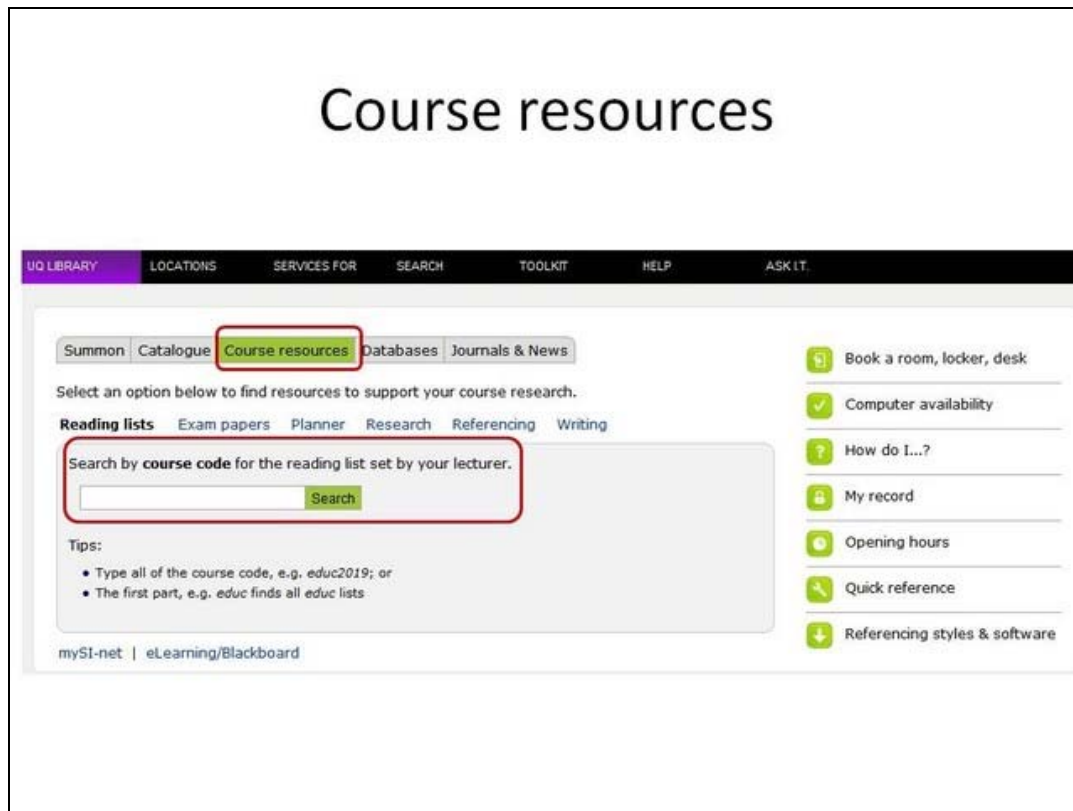 Course resources
UQ LIBRARY LOCATIONS SERVICES FOR SEARCH TOOLKIT HELP ASK I.T.
Summon Catalogue Course resources Databases Journals & News
Select an option below to find resources to support your course research.
Reading lists Exam papers Planner Research Referencing Writing
Search by course code for the reading list set by your lecturer.
Search
Tips:
• Type all of the course code, e.g. educ2019; or
• The first part, e.g. educ finds all educ lists
mySI-net | eLearning/Blackboard
Book a room, locker, desk
Computer availability
? How do I...?
My record
Opening hours
Quick reference
Referencing styles & software